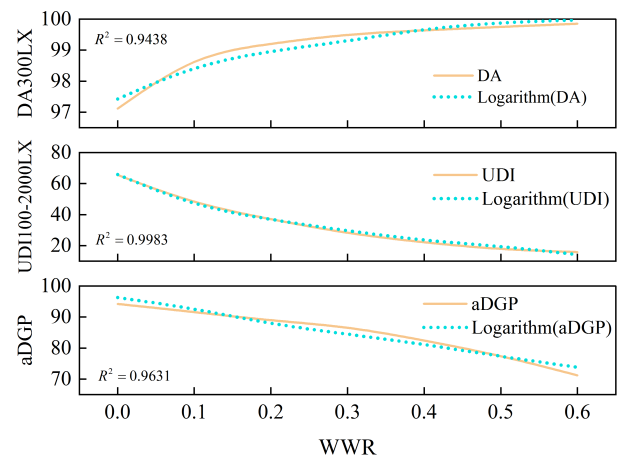 DA300LX
100
99
98
97
R² = 0.9438
DA
Logarithm(DA)
UDI100-2000LX
80
60
40
20
R² = 0.9983
UDI
Logarithm(UDI)
aDGP
100
90
80
70
R² = 0.9631
aDGP
Logarithm(aDGP)
0.0 0.1 0.2 0.3 0.4 0.5 0.6
WWR